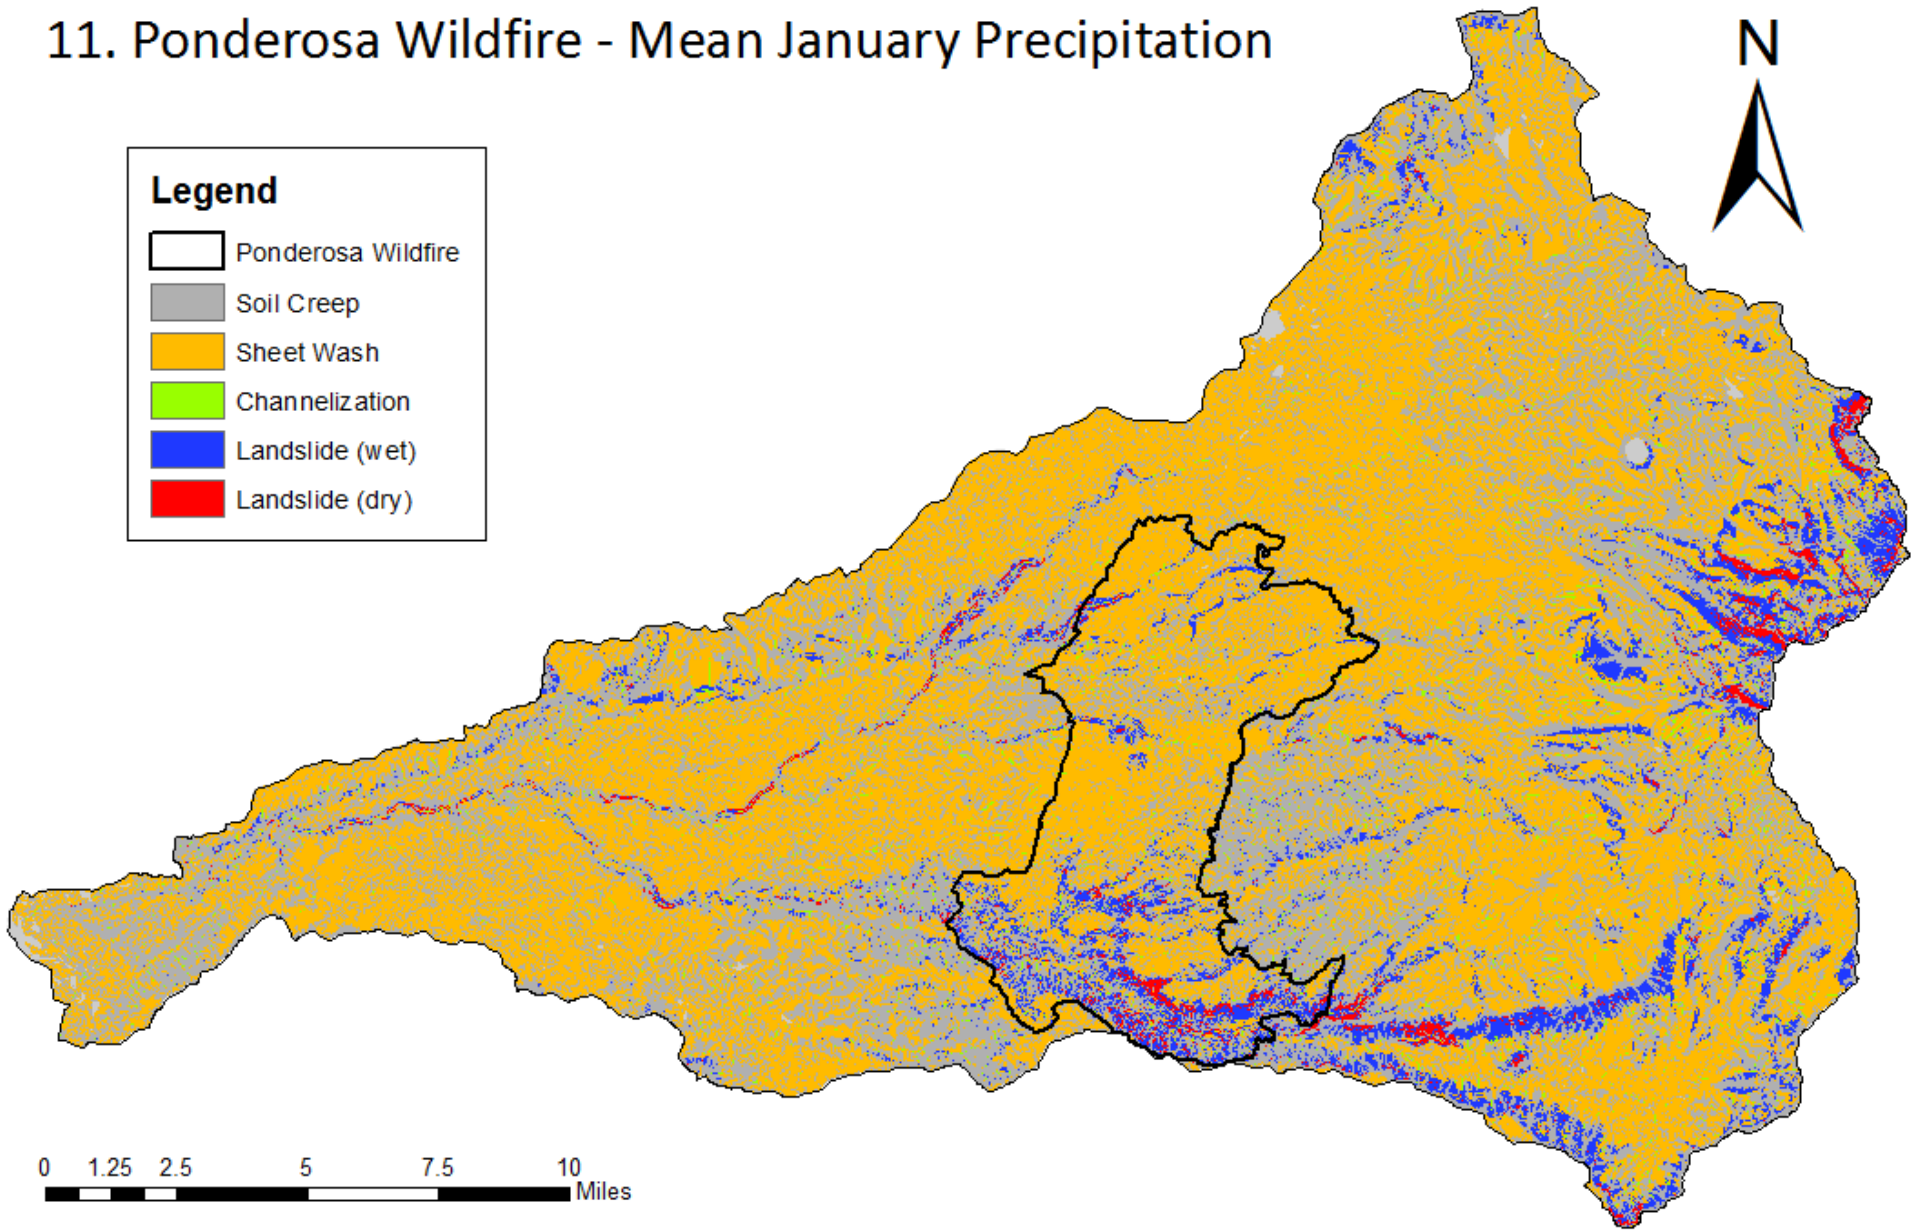 11. Ponderosa Wildfire - Mean January Precipitation
N
Legend
Ponderosa Wildfire
Soil Creep
Sheet Wash
Channelization
Landslide (wet)
Landslide (dry)
0 1.25 2.5 5 7.5 10
Miles